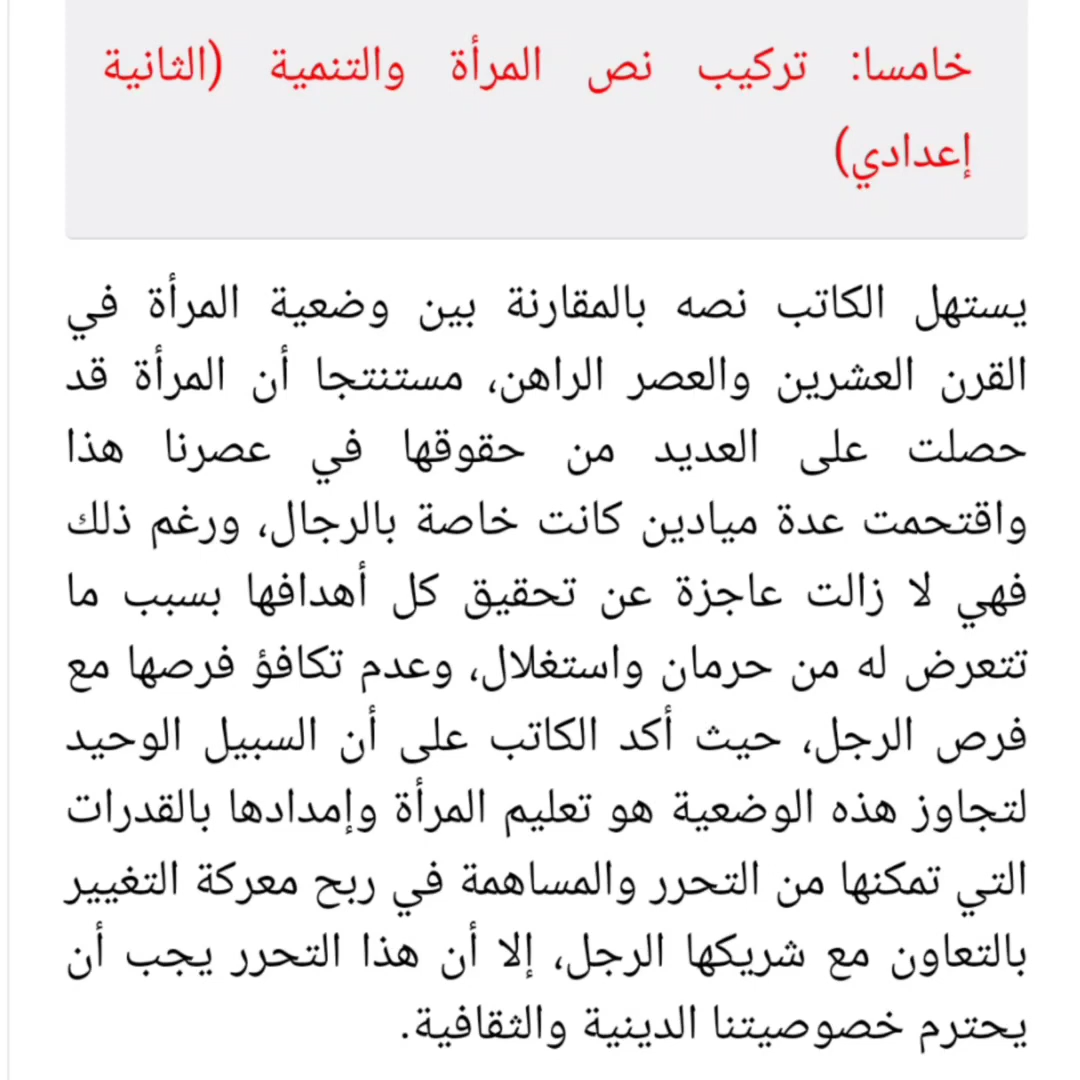 خامسا: تركيب نص المرأة والتنمية (الثانية
إعدادي)
يستهل الكاتب نصه بالمقارنة بين وضعية المرأة في
القرن العشرين والعصر الراهن، مستنتجا أن المرأة قد
حصلت على العديد من حقوقها في عصرنا هذا
واقتحمت عدة ميادين كانت خاصة بالرجال، ورغم ذلك
فهي لا زالت عاجزة عن تحقيق كل أهدافها بسبب ما
تتعرض له من حرمان واستغلال، وعدم تكافؤ فرصها مع
فرص الرجل، حيث أكد الكاتب على أن السبيل الوحيد
لتجاوز هذه الوضعية هو تعليم المرأة وإمدادها بالقدرات
التي تمكنها من التحرر والمساهمة في ربح معركة التغيير
بالتعاون مع شريكها الرجل، إلا أن هذا التحرر يجب أن
يحترم خصوصيتنا الدينية والثقافية.